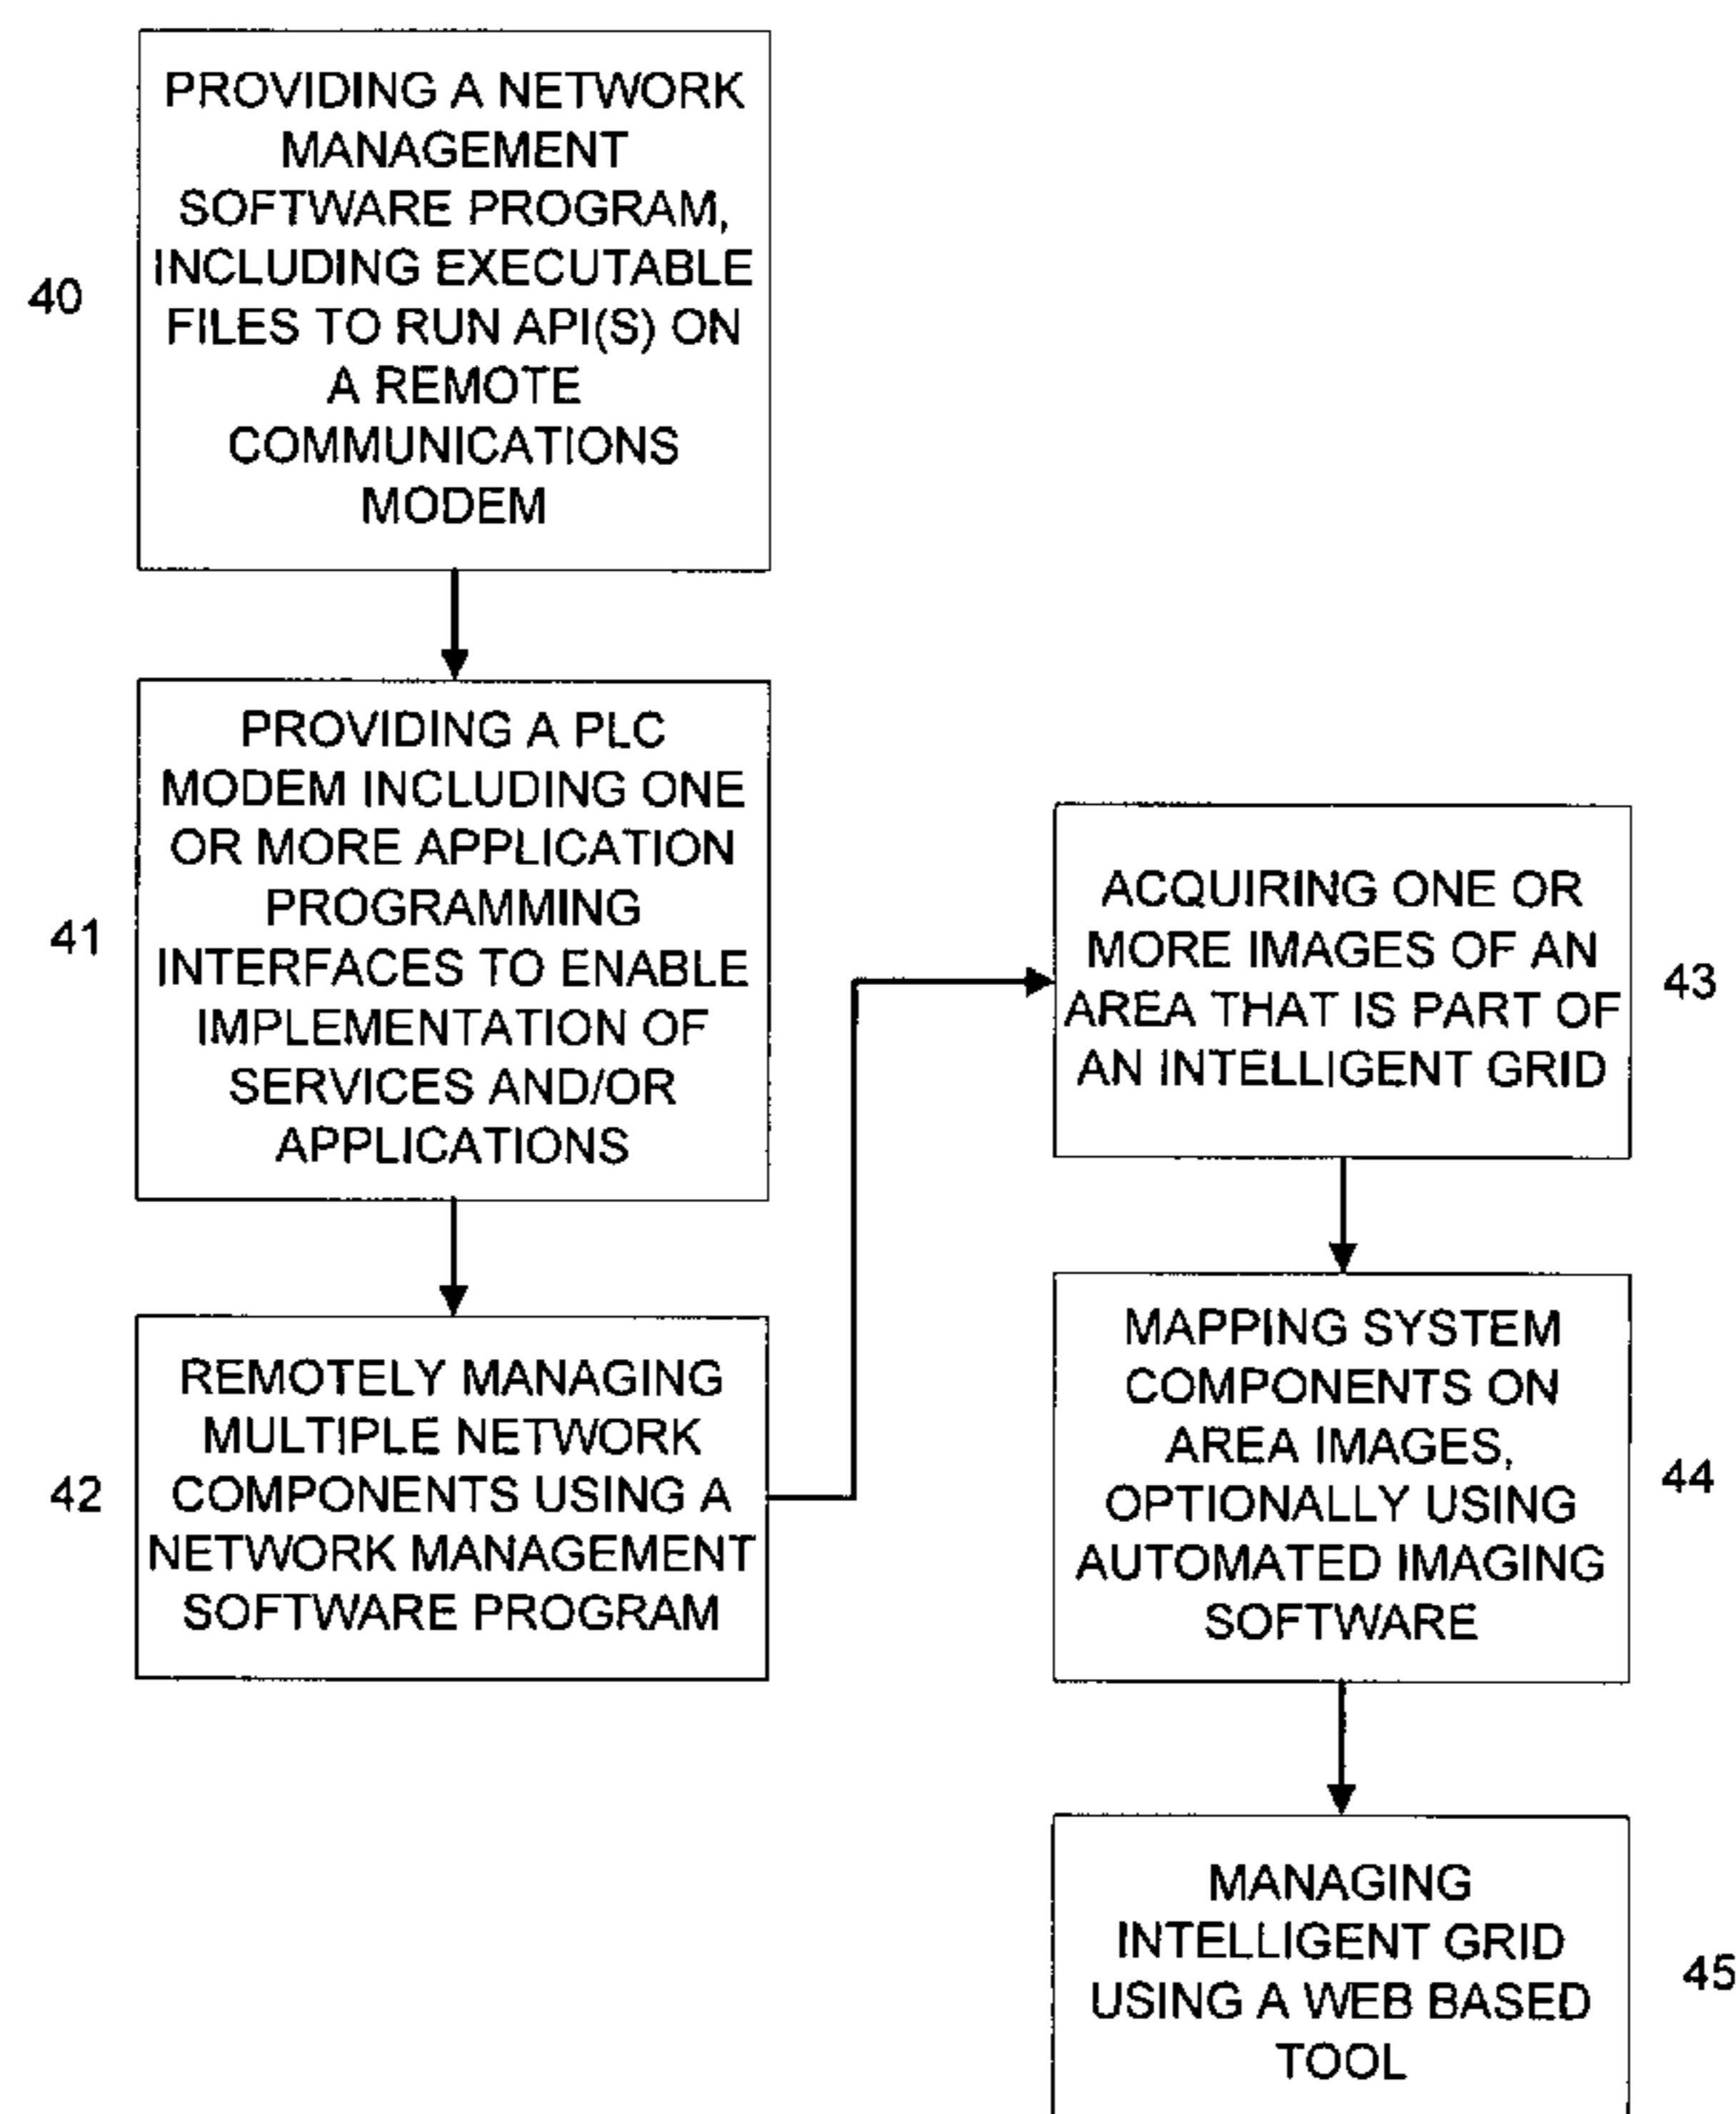 PROVIDING A NETWORK
MANAGEMENT
SOFTWARE PROGRAM,
INCLUDING EXECUTABLE
FILES TO RUN API(S) ON
A REMOTE
COMMUNICATIONS
MODEM
40
PROVIDING A PLC
MODEM INCLUDING ONE
OR MORE APPLICATION
PROGRAMMING
INTERFACES TO ENABLE
IMPLEMENTATION OF
SERVICES AND/OR
APPLICATIONS
41
REMOTELY MANAGING
MULTIPLE NETWORK
COMPONENTS USING A
NETWORK MANAGEMENT
SOFTWARE PROGRAM
42
ACQUIRING ONE OR
MORE IMAGES OF AN
AREA THAT IS PART OF
AN INTELLIGENT GRID
43
MAPPING SYSTEM
COMPONENTS ON
AREA IMAGES,
OPTIONALLY USING
AUTOMATED IMAGING
SOFTWARE
44
MANAGING
INTELLIGENT GRID
USING A WEB BASED
TOOL
45